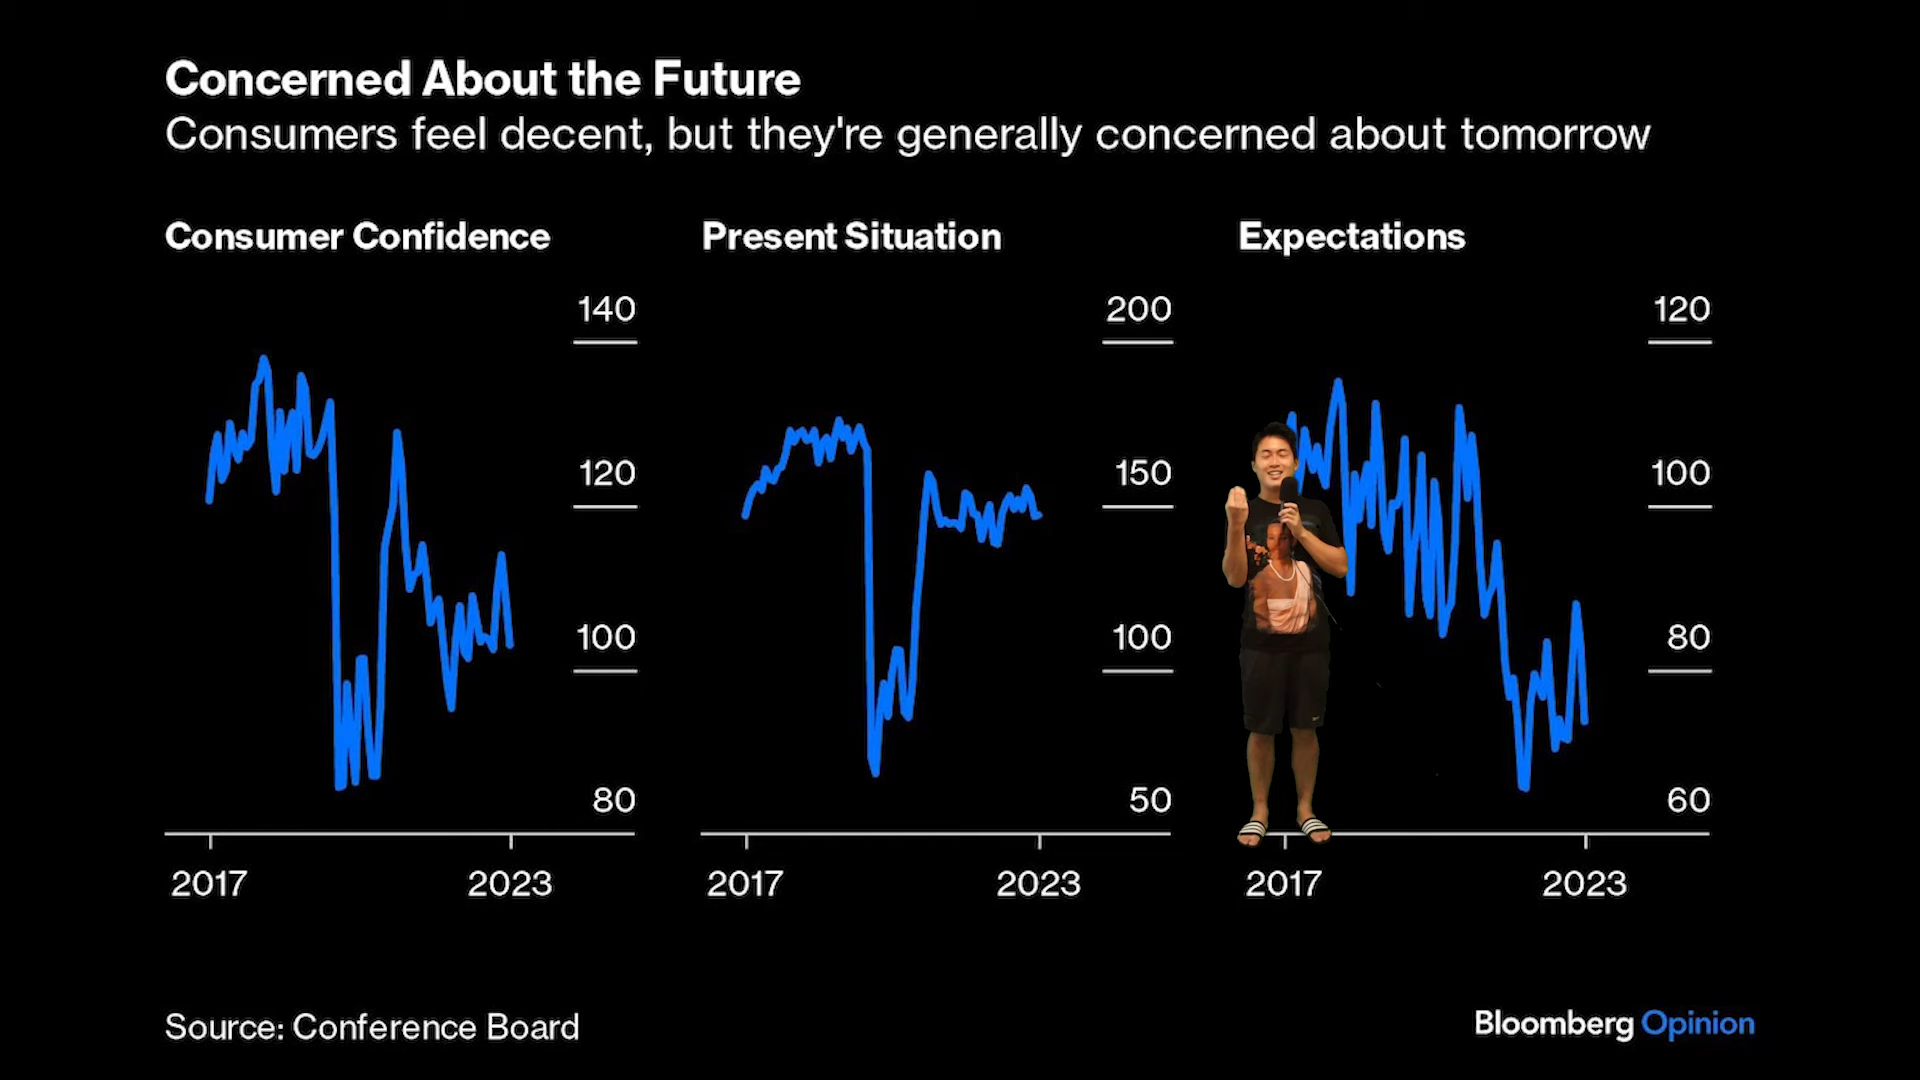 Concerned About the Future
Consumers feel decent, but they're generally concerned about tomorrow
Consumer Confidence
140
120
100
80
2017 2023
Present Situation
200
150
100
50
2017 2023
Expectations
120
100
80
60
2017 2023
Source: Conference Board
Bloomberg Opinion